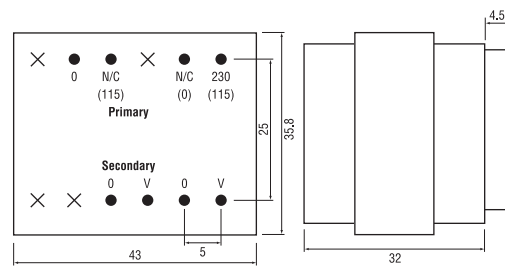 4.5
0 N/C N/C 230
(115) (0) (115)
Primary
25
35.8
Secondary
0 V 0 V
5
43
32